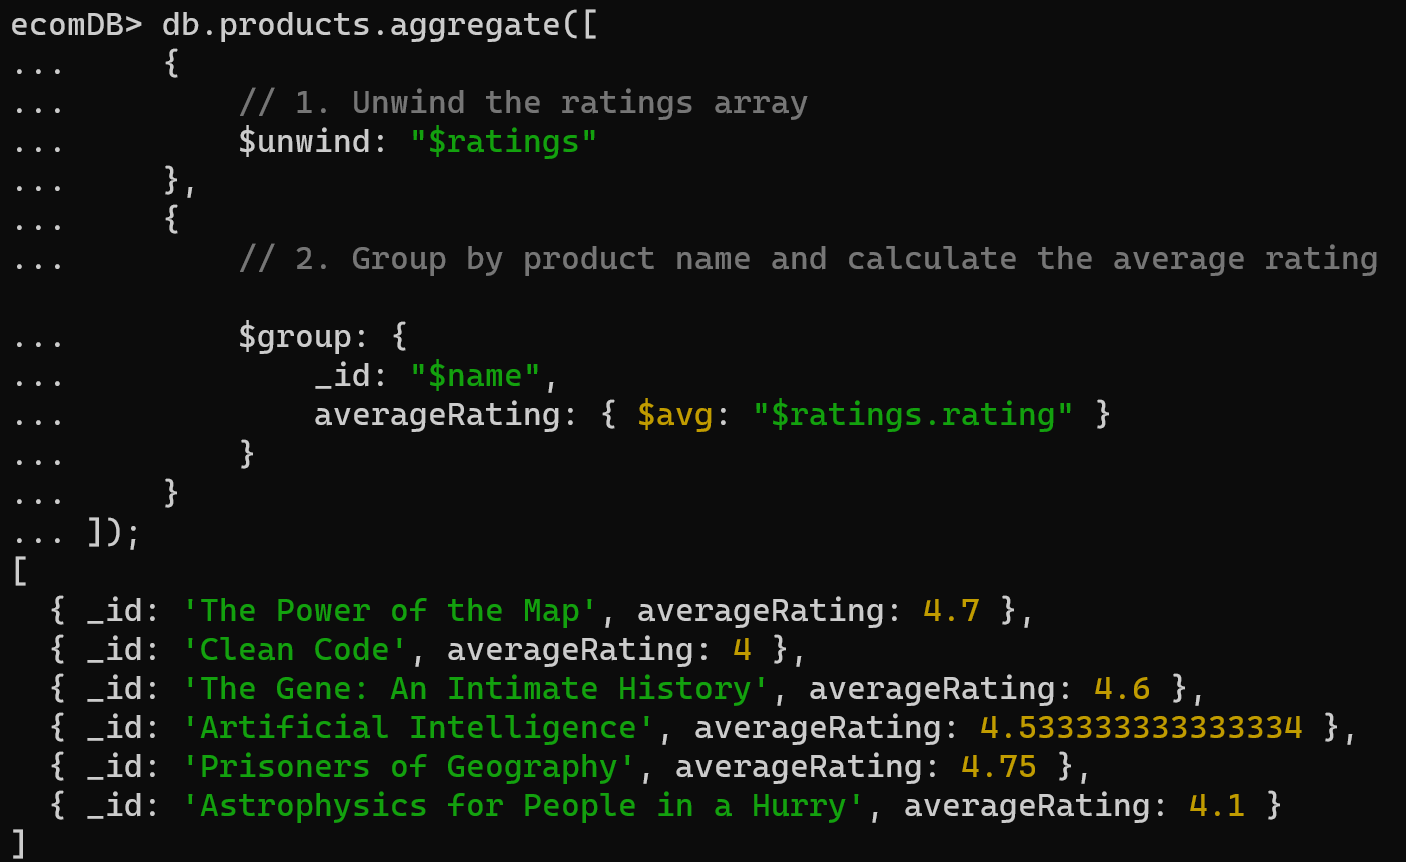 ecomDB> db.products.aggregate([
...     {
...         // 1. Unwind the ratings array
...         $unwind: "$ratings"
...     },
...     {
...         // 2. Group by product name and calculate the average rating
...         $group: {
...             _id: "$name",
...             averageRating: { $avg: "$ratings.rating" }
...         }
...     }
... ]);
[
  { _id: 'The Power of the Map', averageRating: 4.7 },
  { _id: 'Clean Code', averageRating: 4 },
  { _id: 'The Gene: An Intimate History', averageRating: 4.6 },
  { _id: 'Artificial Intelligence', averageRating: 4.533333333333334 },
  { _id: 'Prisoners of Geography', averageRating: 4.75 },
  { _id: 'Astrophysics for People in a Hurry', averageRating: 4.1 }
]